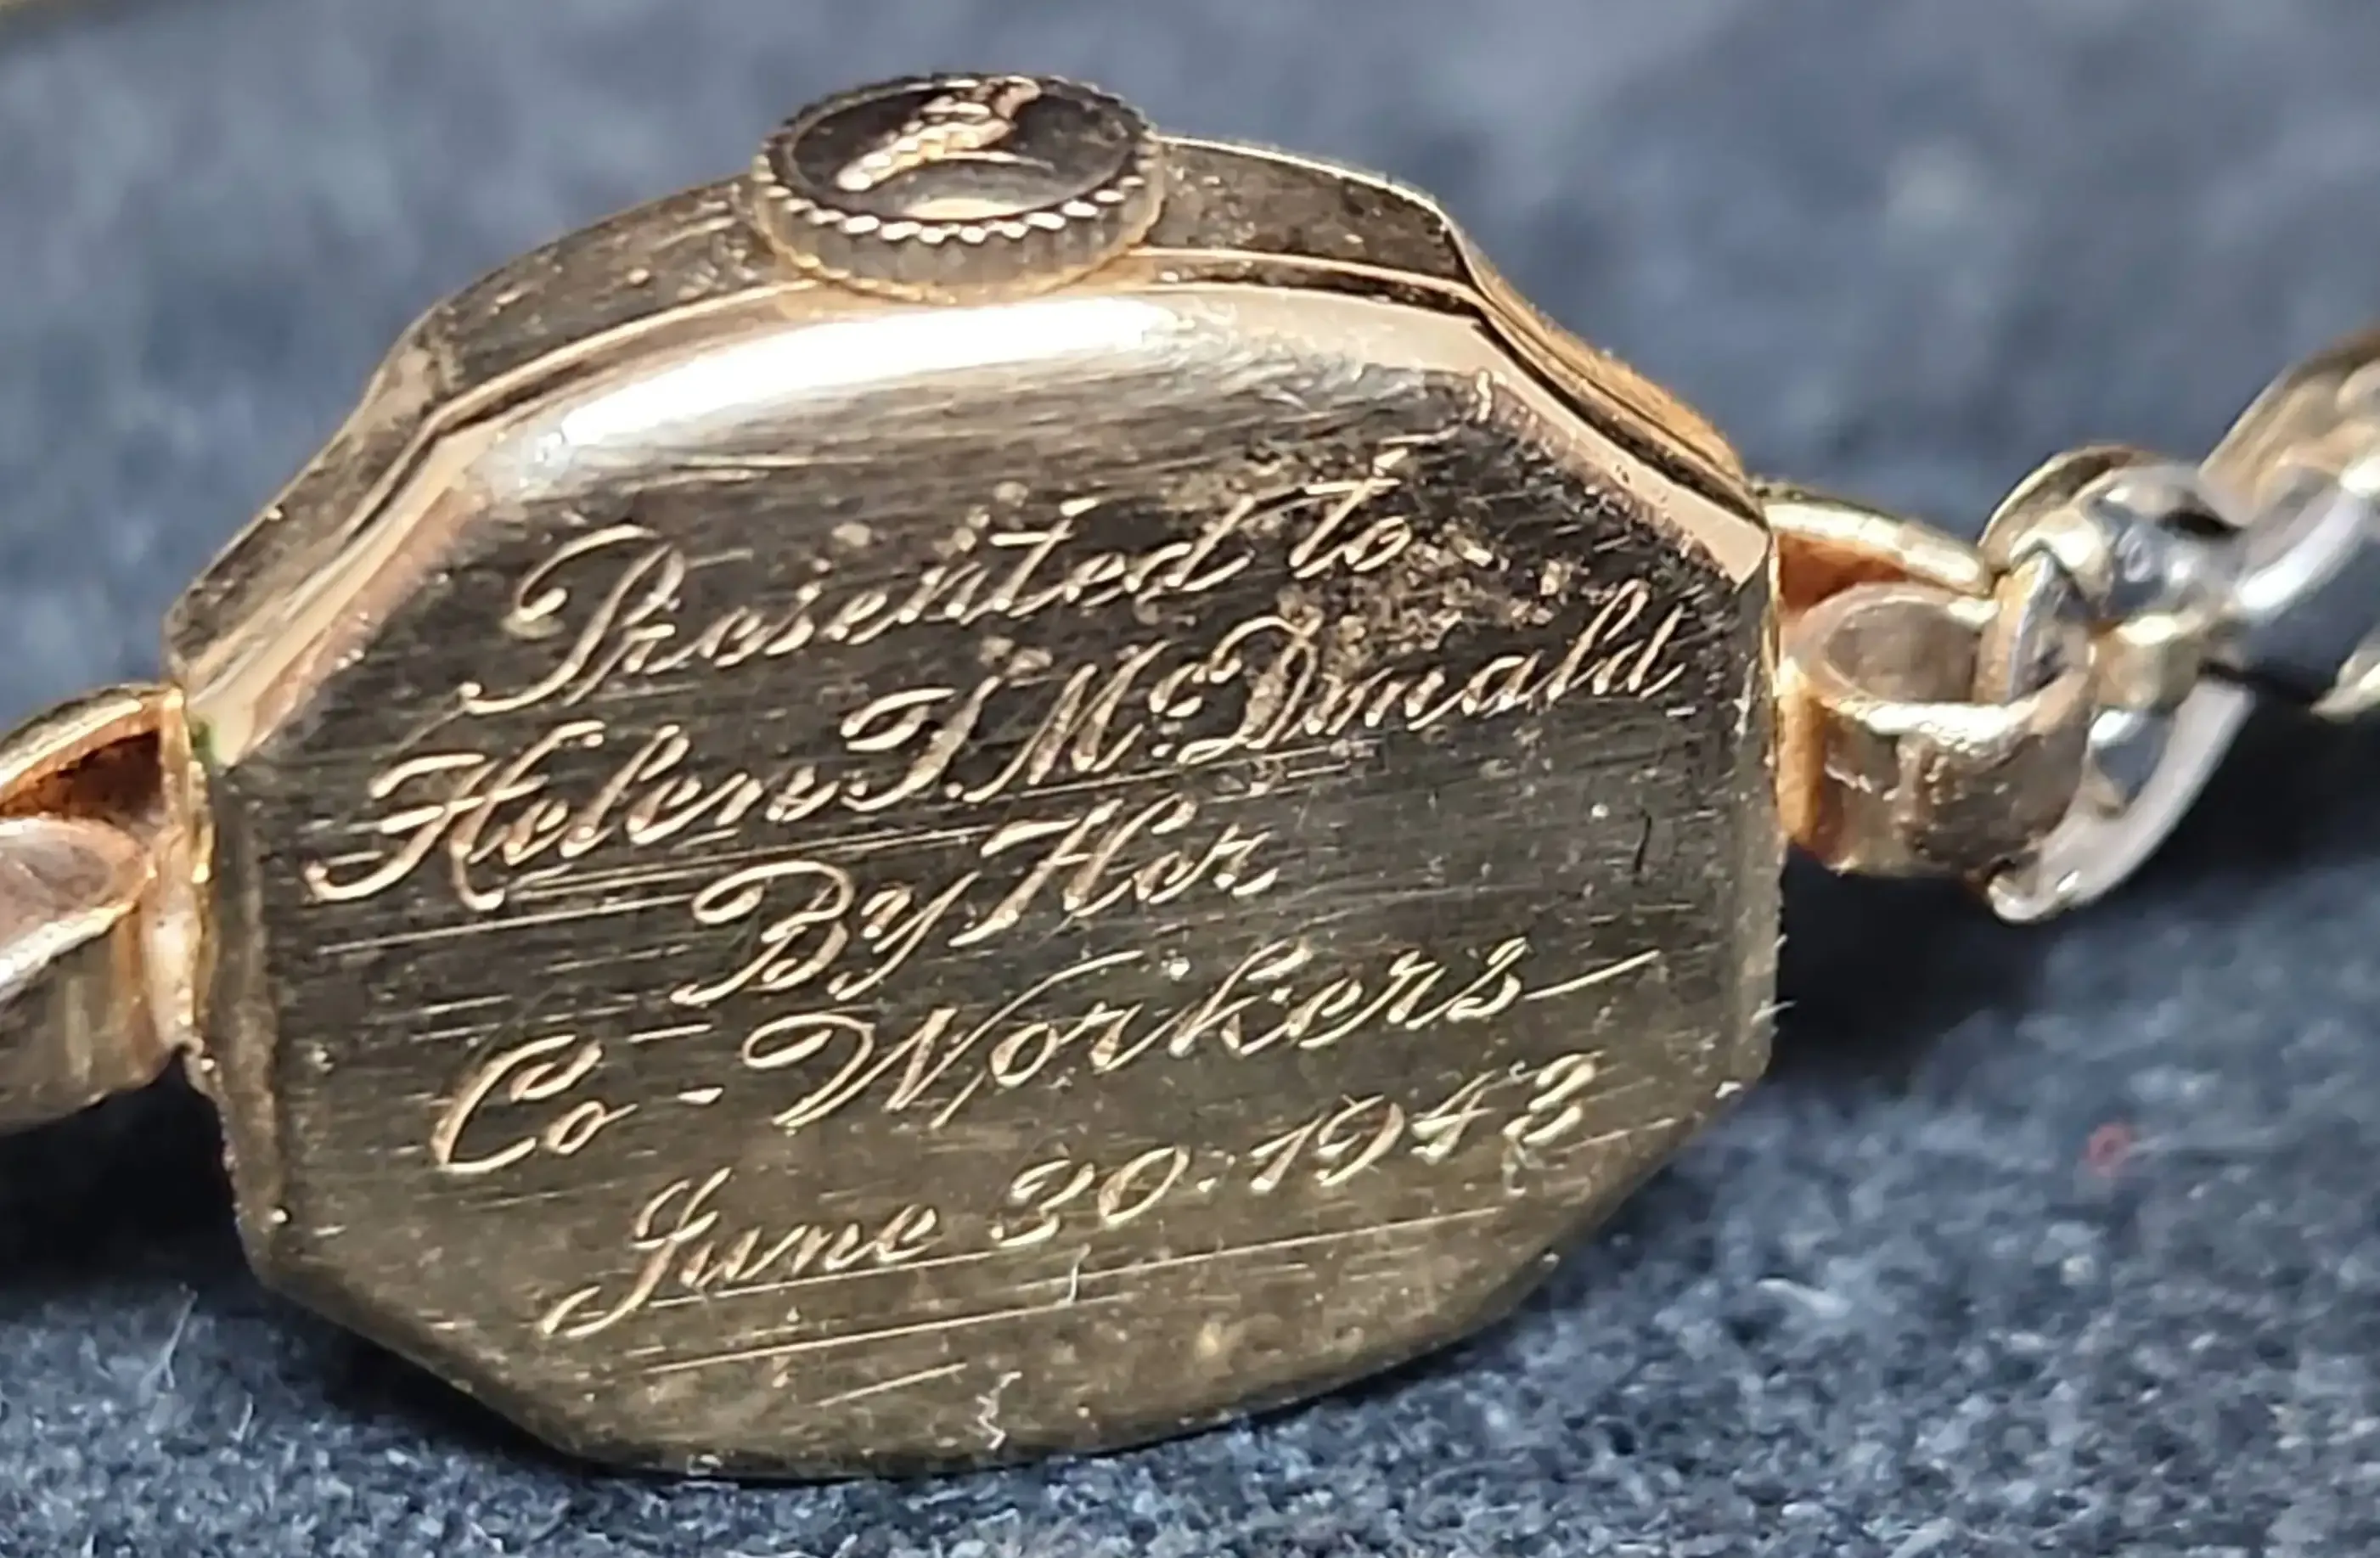 Presented to
Helen T. McDonald
By Her
Co-Workers
June 30. 1942